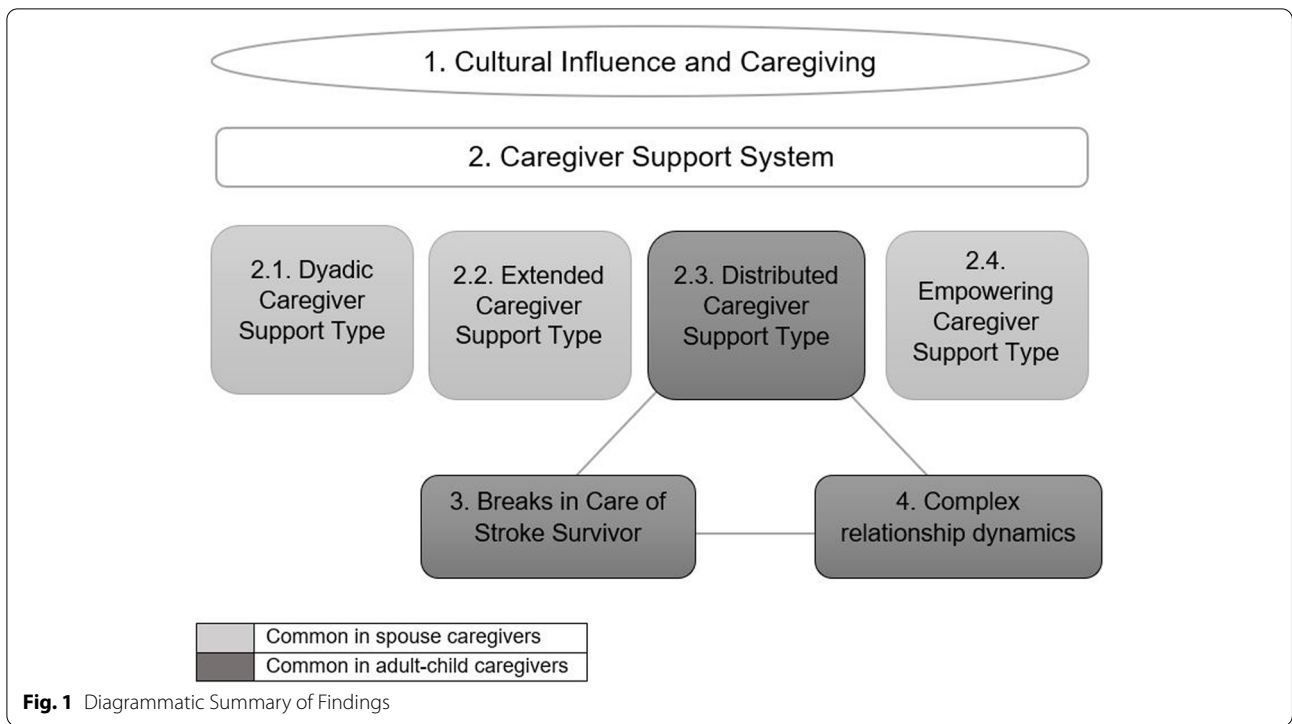 1. Cultural Influence and Caregiving
2. Caregiver Support System
2.1. Dyadic
Caregiver
Support Type
2.2. Extended
Caregiver
Support Type
2.3. Distributed
Caregiver
Support Type
2.4.
Empowering
Caregiver
Support Type
3. Breaks in Care of
Stroke Survivor
4. Complex
relationship dynamics
Common in spouse caregivers
Common in adult-child caregivers
Fig. 1 Diagrammatic Summary of Findings